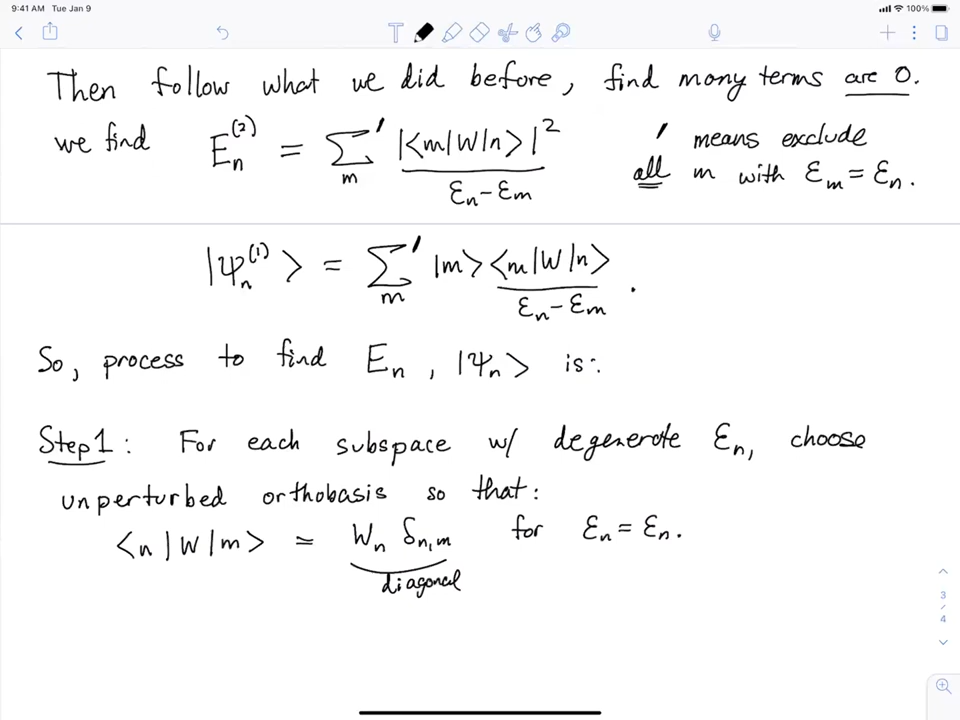 9:41 AM Tue Jan 9
100%
Then follow what we did before, find many terms are 0.
we find E_n^(2) = Σ'_m |<m|W|n>|^2 / (ε_n - ε_m) ' means exclude
all m with ε_m = ε_n.
|ψ_n^(1)> = Σ'_m |m> <m|W|n> / (ε_n - ε_m) .
So, process to find E_n, |ψ_n> is:
Step 1: For each subspace w/ degenerate ε_n, choose
unperturbed orthobasis so that:
<n|W|m> = W_n δ_n,m for ε_n = ε_n.
diagonal
3
/
4